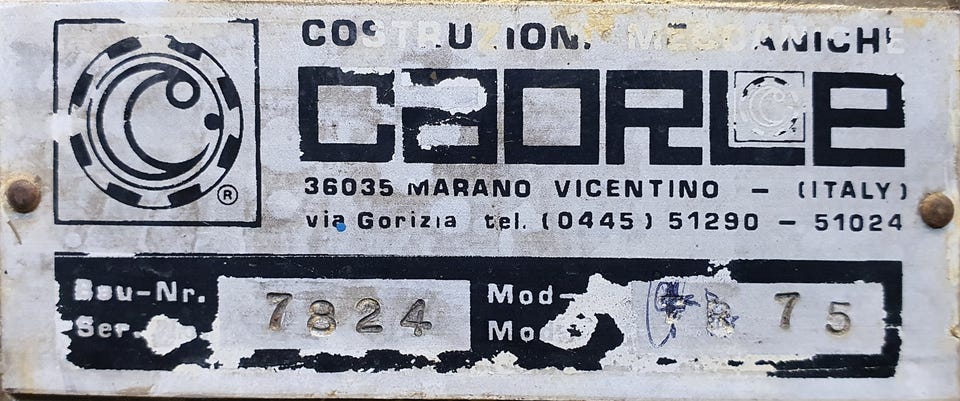 COSTRUZIONI MECCANICHE
CAORLE
®
36035 MARANO VICENTINO — (ITALY)
via Gorizia tel. (0445) 51290 — 51024
Bau-Nr. 7824 Mod-
Ser. 75